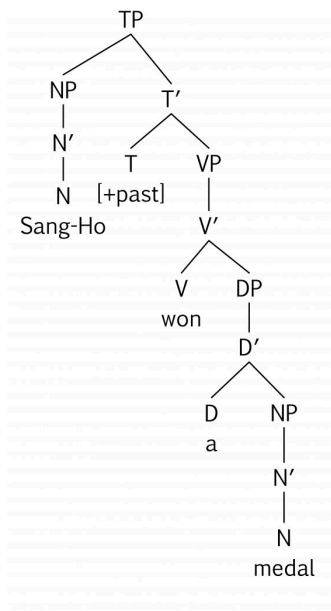 TP
NP T′
N′ T VP
N [+past]
Sang-Ho V′
V DP
won
D′
D NP
a
N′
N
medal